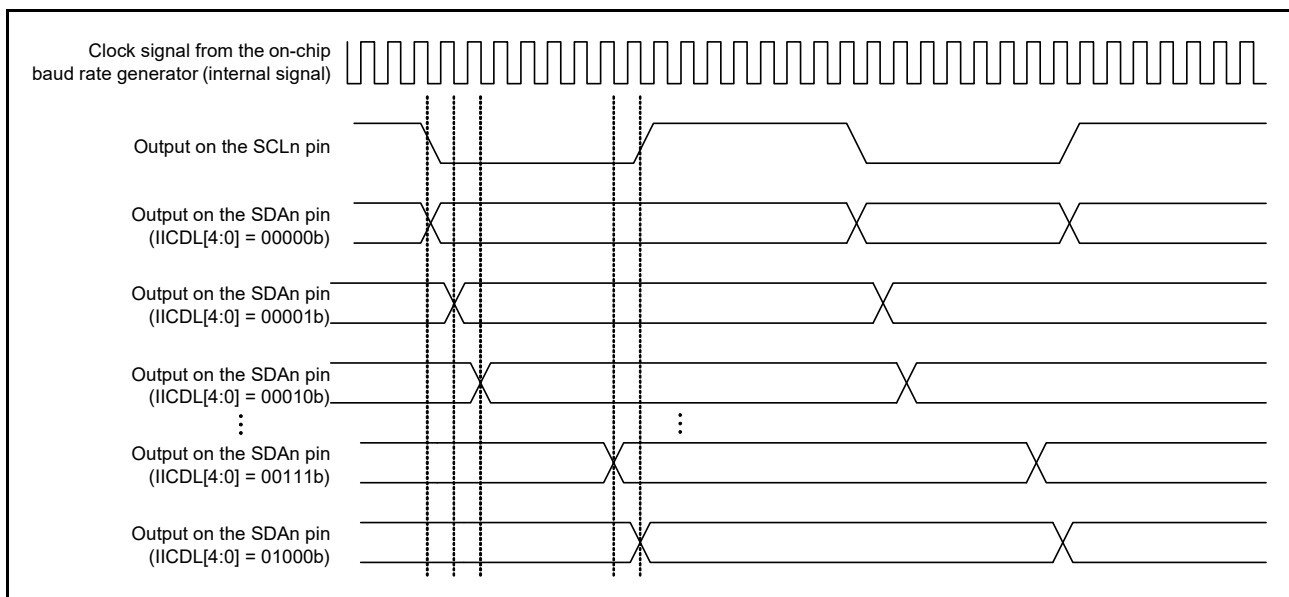 Clock signal from the on-chip
baud rate generator (internal signal)
Output on the SCLn pin
Output on the SDAn pin
(IICDL[4:0] = 00000b)
Output on the SDAn pin
(IICDL[4:0] = 00001b)
Output on the SDAn pin
(IICDL[4:0] = 00010b)
Output on the SDAn pin
(IICDL[4:0] = 00111b)
Output on the SDAn pin
(IICDL[4:0] = 01000b)